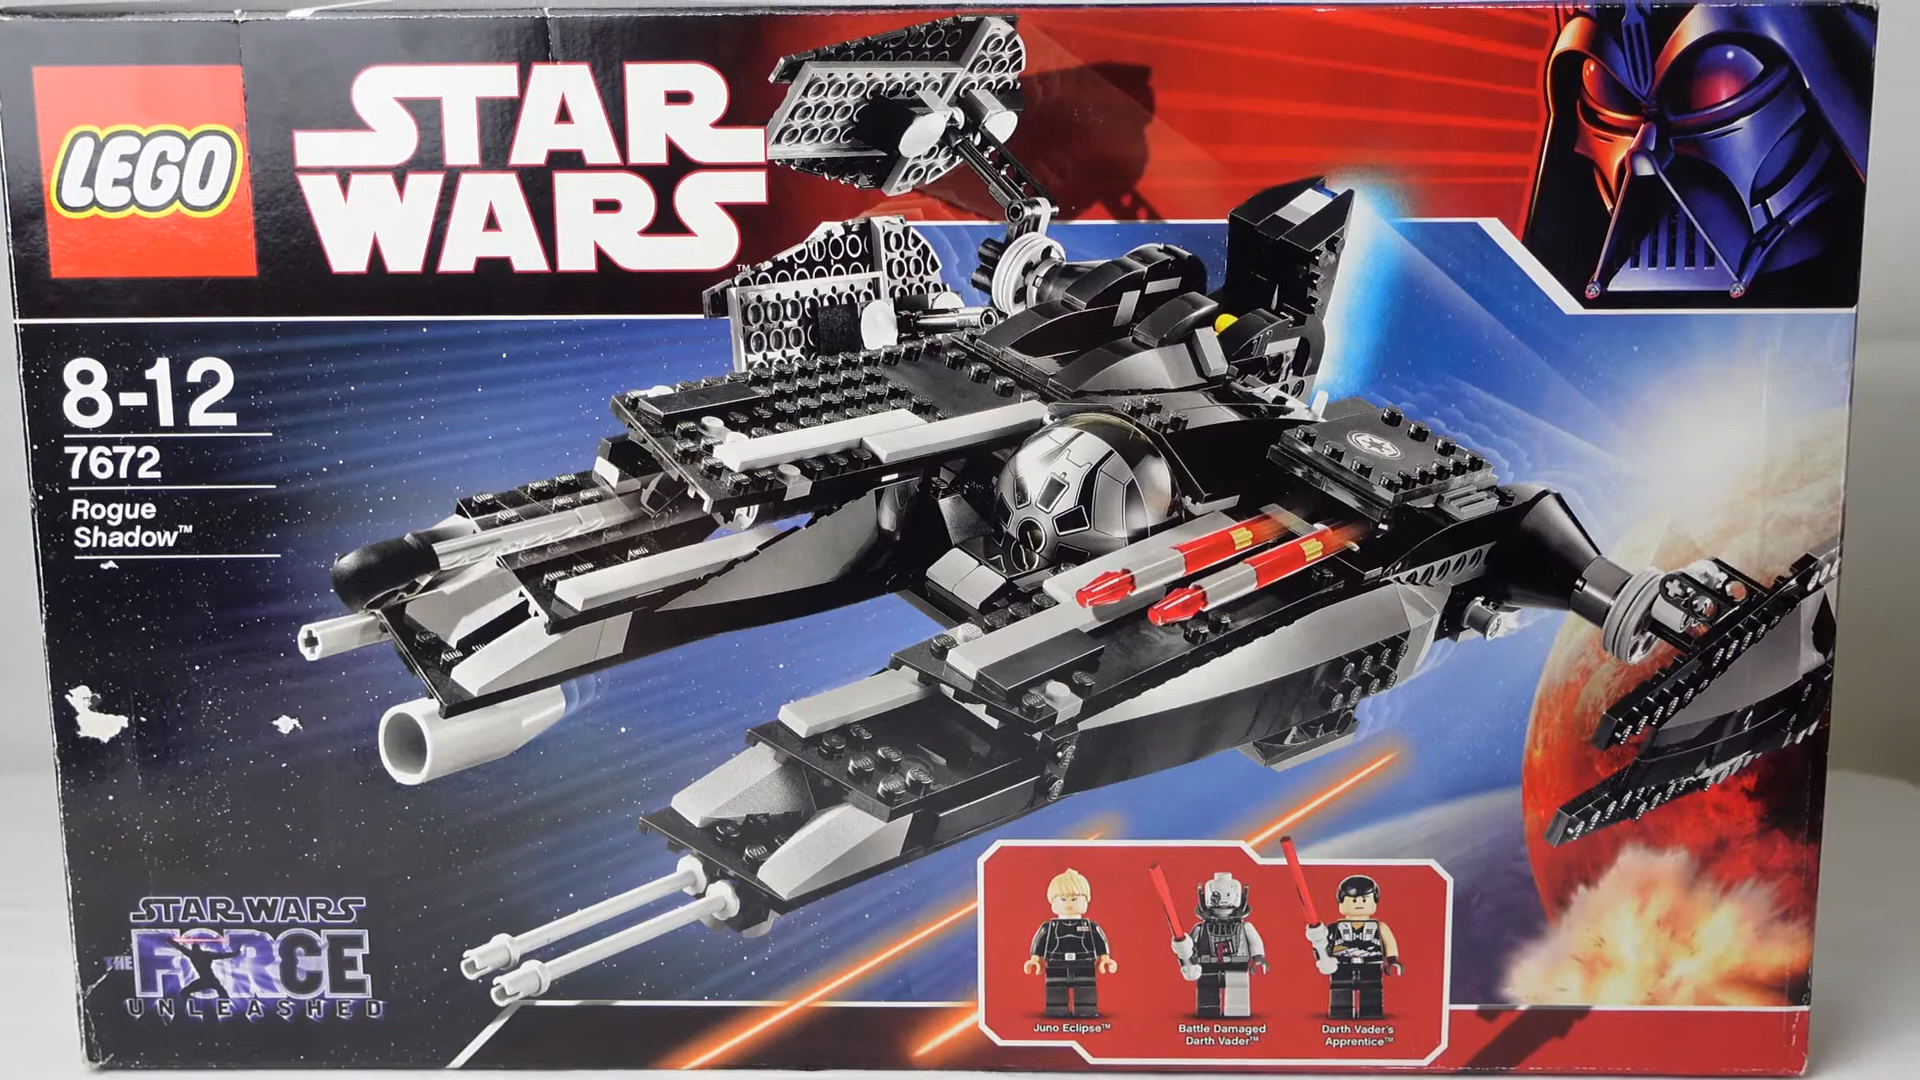 LEGO
STAR
WARS™
8-12
7672
Rogue
Shadow™
STAR WARS
THE FORCE
UNLEASHED
Juno Eclipse™
Battle Damaged
Darth Vader™
Darth Vader's
Apprentice™